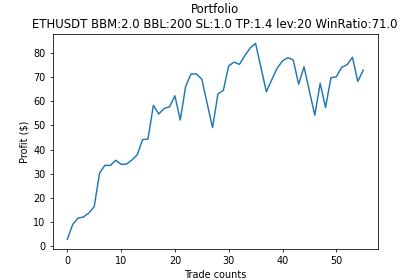 Portfolio
ETHUSDT BBM:2.0 BBL:200 SL:1.0 TP:1.4 lev:20 WinRatio:71.0
80
70
60
50
40
30
20
10
0
Profit ($)
0 10 20 30 40 50
Trade counts